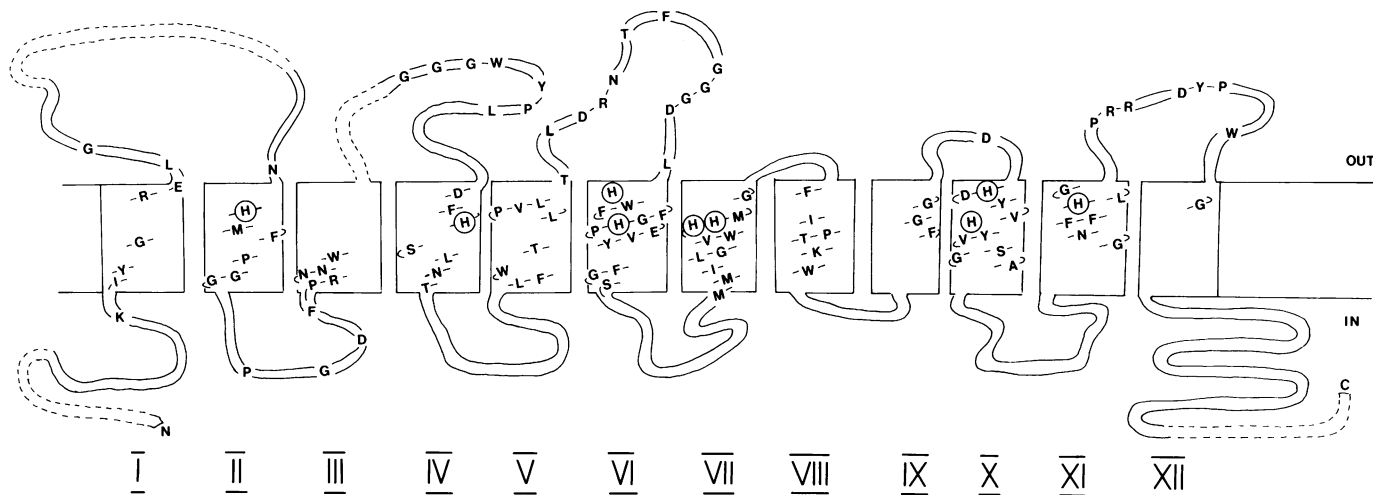 F
T
W
G G G
G
Y N
G
L P R D G D Y P
L D P R R
D W
G L N L OUT
E T
R H D P V L F W H G F G D H Y G L G
M H F H L P H G F H H M I G H V H
G F S T Y V E V W T P F V Y F F
Y P N L W L G K G S N G
I G G N N W T L F G F I W A
P R S M M
K F M IN
D
P G C
N
I II III IV V VI VII VIII IX X XI XII